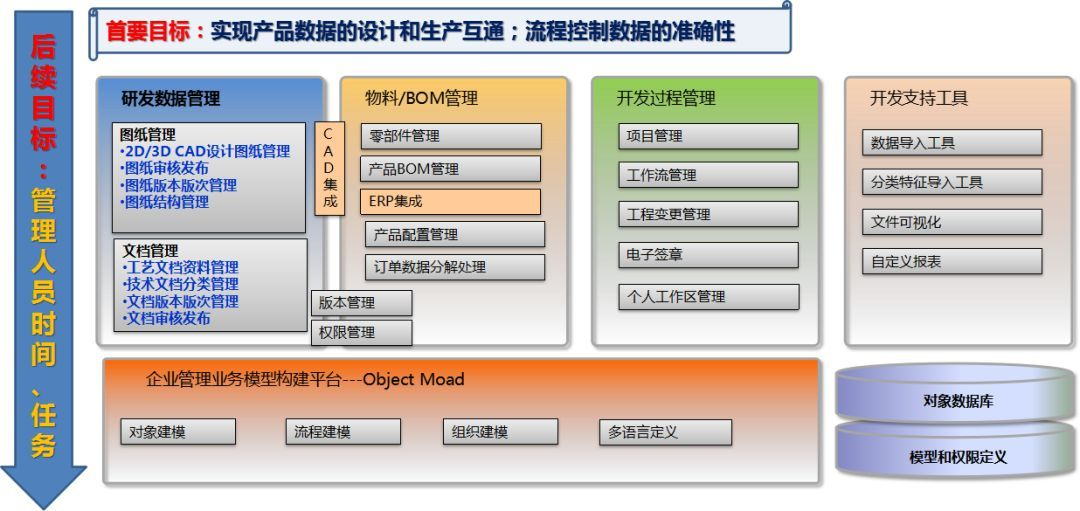 首要目标：实现产品数据的设计和生产互通；流程控制数据的准确性
后续目标：管理人员时间、任务
研发数据管理
图纸管理
•2D/3D CAD设计图纸管理
•图纸审核发布
•图纸版本版次管理
•图纸结构管理
文档管理
•工艺文档资料管理
•技术文档分类管理
•文档版本版次管理
•文档审核发布
CAD集成
物料/BOM管理
零部件管理
产品BOM管理
ERP集成
产品配置管理
订单数据分解处理
版本管理
权限管理
开发过程管理
项目管理
工作流管理
工程变更管理
电子签章
个人工作区管理
开发支持工具
数据导入工具
分类特征导入工具
文件可视化
自定义报表
企业管理业务模型构建平台---Object Moad
对象建模
流程建模
组织建模
多语言定义
对象数据库
模型和权限定义